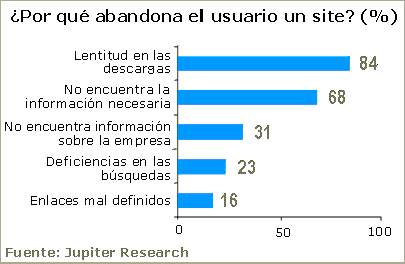 ¿Por qué abandona el usuario un site? (%)
Lentitud en las
descargas
84
No encuentra la
información necesaria
68
No encuentra información
sobre la empresa
31
Deficiencias en las
búsquedas
23
Enlaces mal definidos
16
0 50 100
Fuente: Jupiter Research